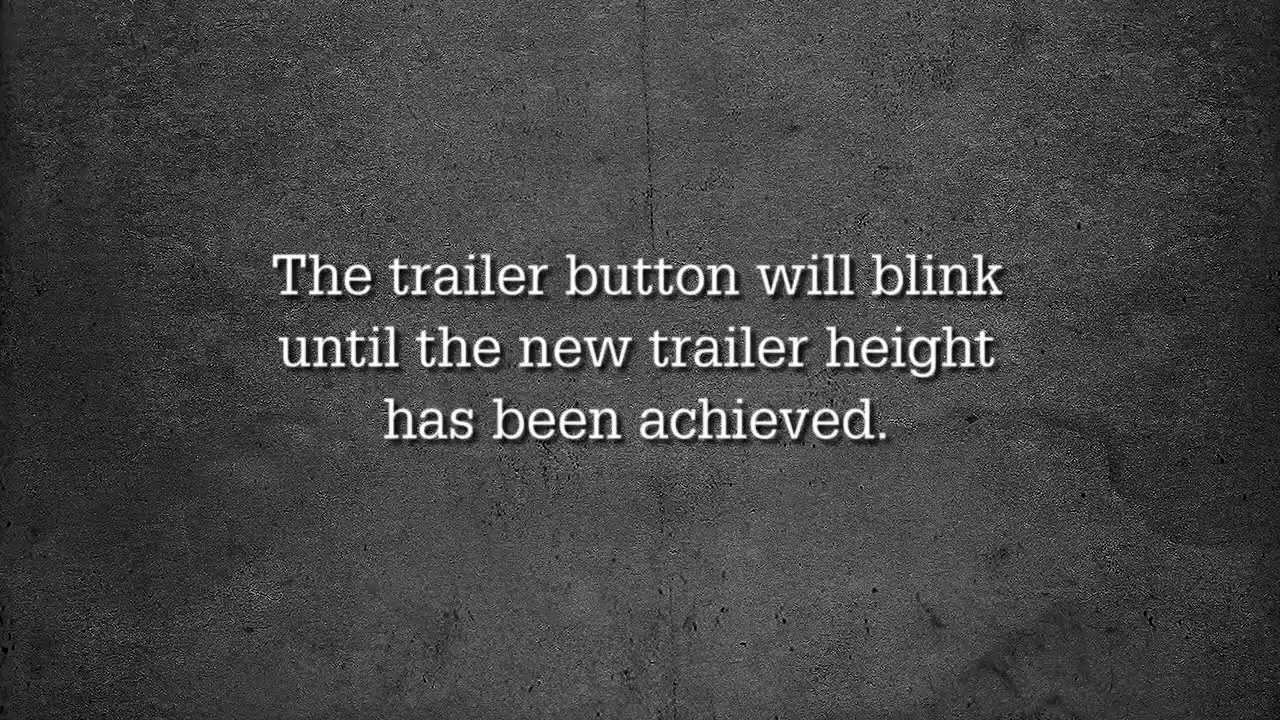 The trailer button will blink
until the new trailer height
has been achieved.